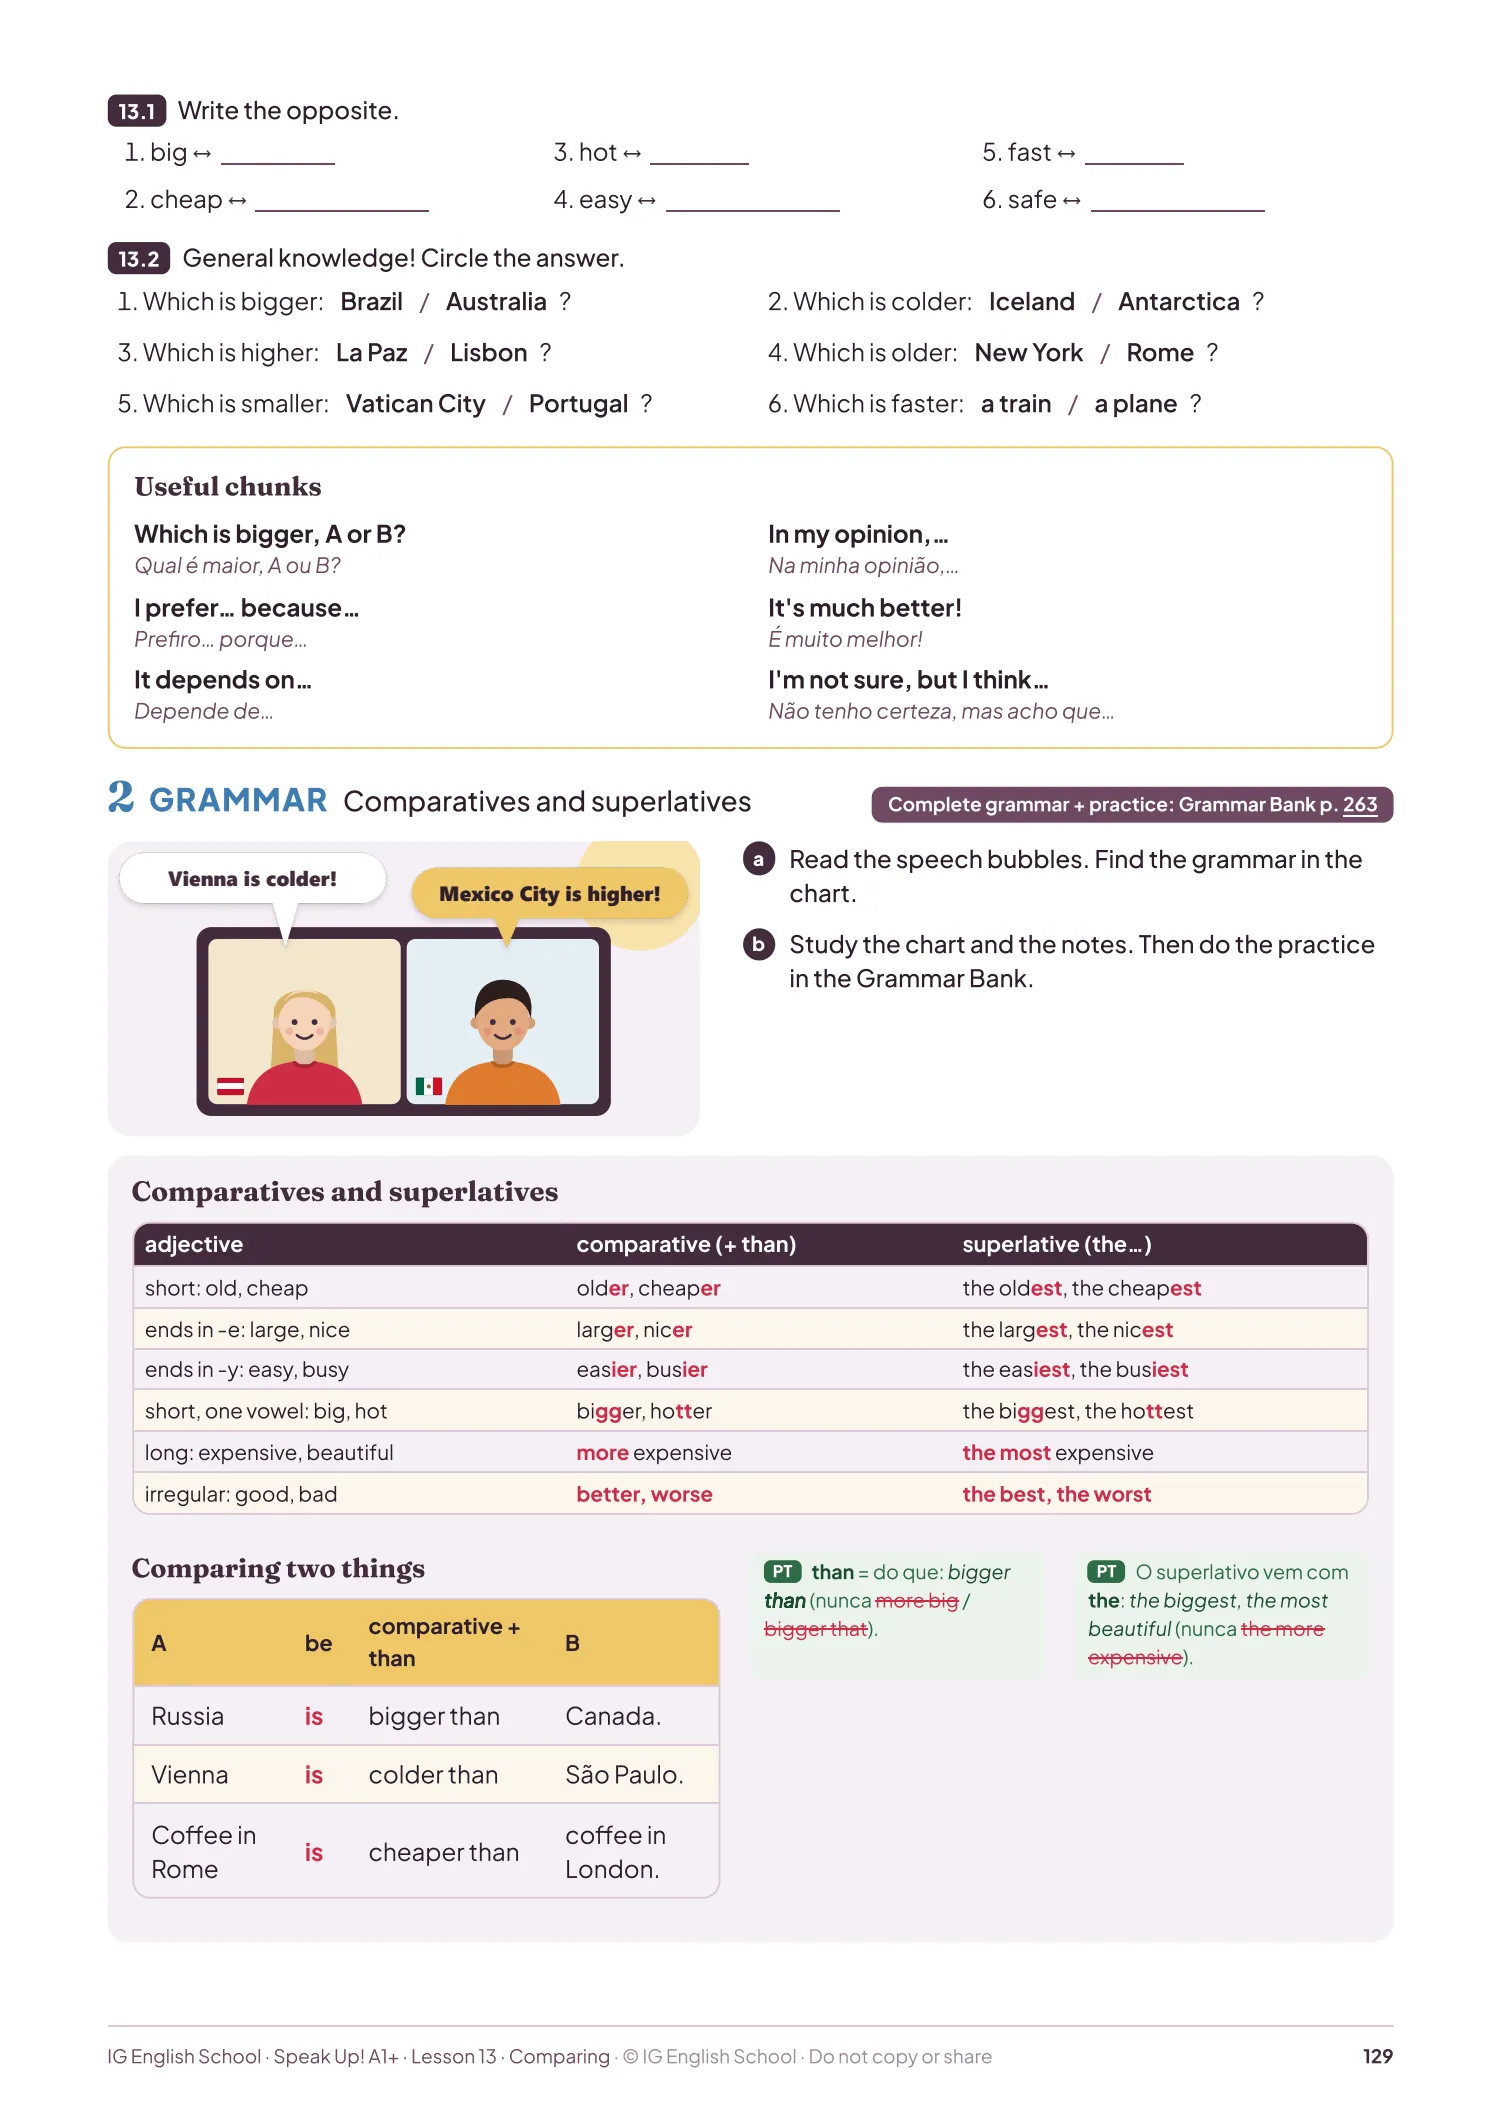 13.1 Write the opposite.
1. big ↔ ________ 3. hot ↔ ________ 5. fast ↔ ________
2. cheap ↔ ________ 4. easy ↔ ________ 6. safe ↔ ________
13.2 General knowledge! Circle the answer.
1. Which is bigger: Brazil / Australia ? 2. Which is colder: Iceland / Antarctica ?
3. Which is higher: La Paz / Lisbon ? 4. Which is older: New York / Rome ?
5. Which is smaller: Vatican City / Portugal ? 6. Which is faster: a train / a plane ?
Useful chunks
Which is bigger, A or B?
Qual é maior, A ou B?
I prefer… because…
Prefiro… porque…
It depends on…
Depende de…
In my opinion,…
Na minha opinião,…
It's much better!
É muito melhor!
I'm not sure, but I think…
Não tenho certeza, mas acho que…
2 GRAMMAR Comparatives and superlatives
Complete grammar + practice: Grammar Bank p. 263
Vienna is colder!
Mexico City is higher!
a Read the speech bubbles. Find the grammar in the
chart.
b Study the chart and the notes. Then do the practice
in the Grammar Bank.
Comparatives and superlatives
adjective comparative (+ than) superlative (the…)
short: old, cheap older, cheaper the oldest, the cheapest
ends in -e: large, nice larger, nicer the largest, the nicest
ends in -y: easy, busy easier, busier the easiest, the busiest
short, one vowel: big, hot bigger, hotter the biggest, the hottest
long: expensive, beautiful more expensive the most expensive
irregular: good, bad better, worse the best, the worst
Comparing two things
A be comparative + than B
Russia is bigger than Canada.
Vienna is colder than São Paulo.
Coffee in Rome is cheaper than coffee in London.
PT than = do que: bigger
than (nunca more big /
bigger that).
PT O superlativo vem com
the: the biggest, the most
beautiful (nunca the more
expensive).
IG English School · Speak Up! A1+ · Lesson 13 · Comparing · © IG English School · Do not copy or share 129